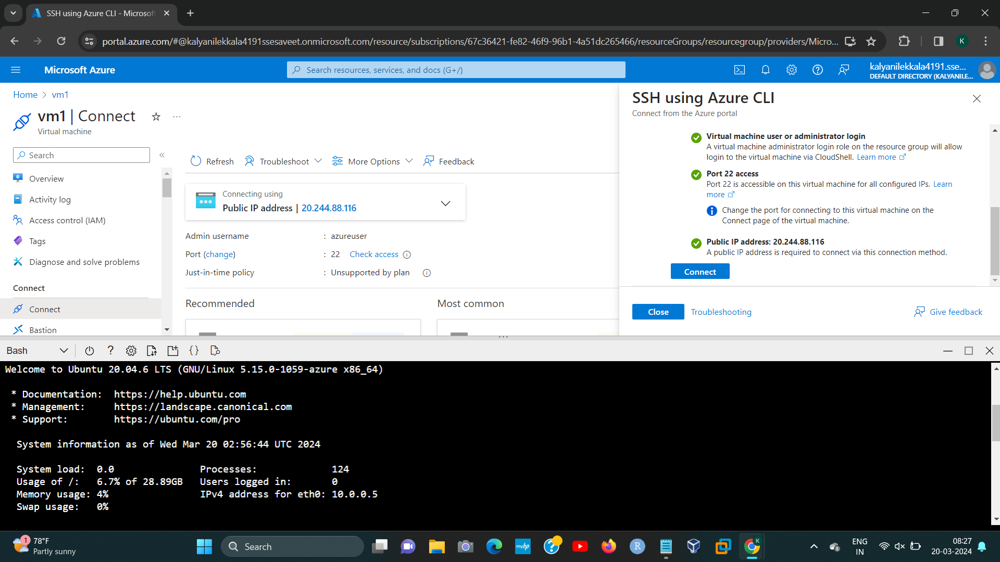 SSH using Azure CLI - Microsoft
portal.azure.com/#@kalyanilekkala4191ssesaveet.onmicrosoft.com/resource/subscriptions/67c36421-fe82-46f9-96b1-4a51dc265466/resourceGroups/resourcegroup/providers/Micro...
K
Microsoft Azure
Search resources, services, and docs (G+/)
kalyanilekkala4191.sse...
DEFAULT DIRECTORY (KALYANILE...
Home > vm1
vm1 | Connect
Virtual machine
Search
Overview
Activity log
Access control (IAM)
Tags
Diagnose and solve problems
Connect
Connect
Bastion
Refresh
Troubleshoot
More Options
Feedback
Connecting using
Public IP address | 20.244.88.116
Admin username : azureuser
Port (change) : 22 Check access
Just-in-time policy : Unsupported by plan
Recommended
Most common
SSH using Azure CLI
Connect from the Azure portal
Virtual machine user or administrator login
A virtual machine administrator login role on the resource group will allow
login to the virtual machine via CloudShell. Learn more
Port 22 access
Port 22 is accessible on this virtual machine for all configured IPs. Learn
more
Change the port for connecting to this virtual machine on the
Connect page of the virtual machine.
Public IP address: 20.244.88.116
A public IP address is required to connect via this connection method.
Connect
Close
Troubleshooting
Give feedback
Bash
Welcome to Ubuntu 20.04.6 LTS (GNU/Linux 5.15.0-1059-azure x86_64)
* Documentation: https://help.ubuntu.com
* Management: https://landscape.canonical.com
* Support: https://ubuntu.com/pro
System information as of Wed Mar 20 02:56:44 UTC 2024
System load: 0.0 Processes: 124
Usage of /: 6.7% of 28.89GB Users logged in: 0
Memory usage: 4% IPv4 address for eth0: 10.0.0.5
Swap usage: 0%
1
78°F
Partly sunny
Search
myhp
R
K
ENG
IN
08:27
20-03-2024